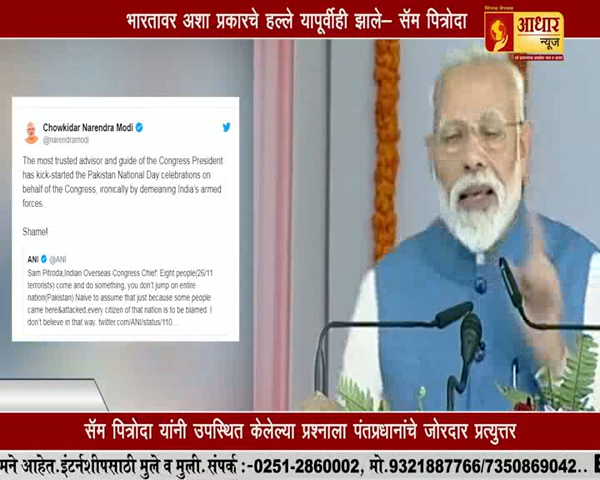 भारतावर अशा प्रकारचे हल्ले यापूर्वीही झाले– सॅम पित्रोदा
आधार
न्यूज
Chowkidar Narendra Modi
@narendramodi
The most trusted advisor and guide of the Congress President
has kick-started the Pakistan National Day celebrations on
behalf of the Congress, ironically by demeaning India's armed
forces.
Shame!
ANI @ANI
Sam Pitroda,Indian Overseas Congress Chief: Eight people(26/11
terrorists) come and do something, you don't jump on entire
nation(Pakistan).Naive to assume that just because some people
came here&attacked,every citizen of that nation is to be blamed. I
don't believe in that way. twitter.com/ANI/status/110…
सॅम पित्रोदा यांनी उपस्थित केलेल्या प्रश्नाला पंतप्रधानांचे जोरदार प्रत्युत्तर
मने आहेत.इंटर्नशीपसाठी मुले व मुली.संपर्क :-0251-2860002, मो.9321887766/7350869042..